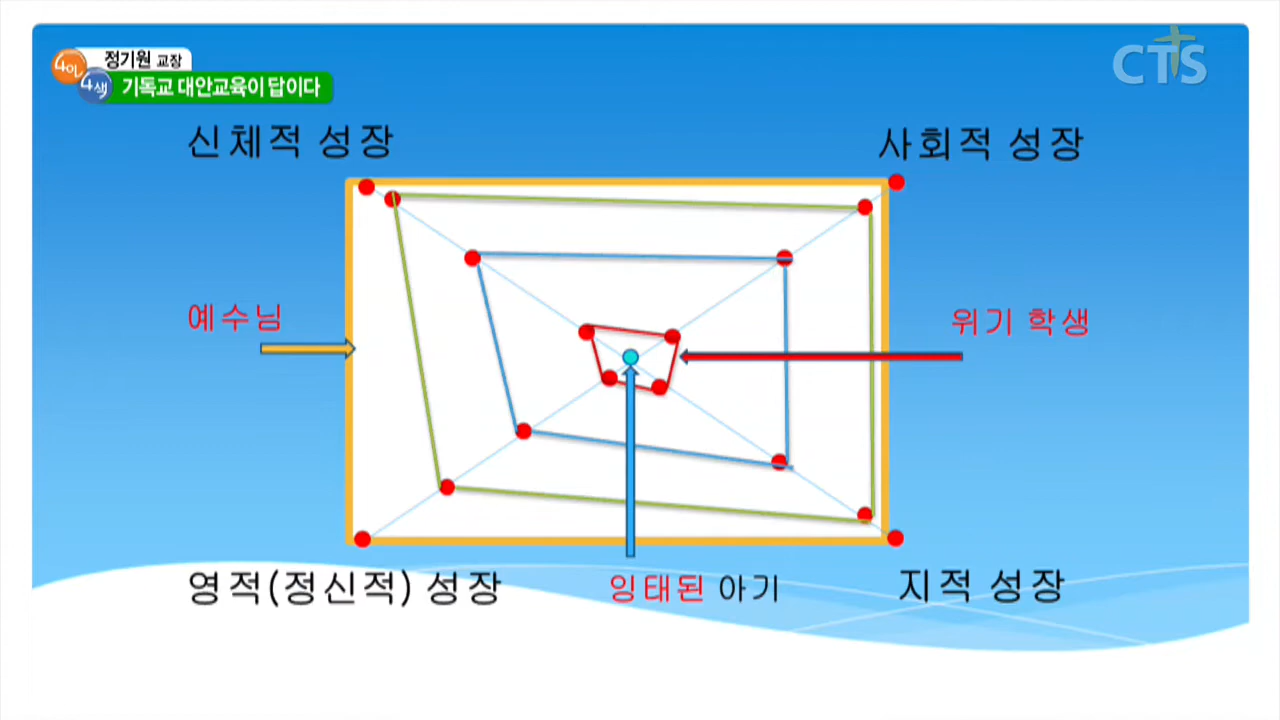 4인
4색
정기원 교장
기독교 대안교육이 답이다
CTS
신체적 성장
사회적 성장
예수님
위기 학생
영적(정신적) 성장
잉태된 아기
지적 성장